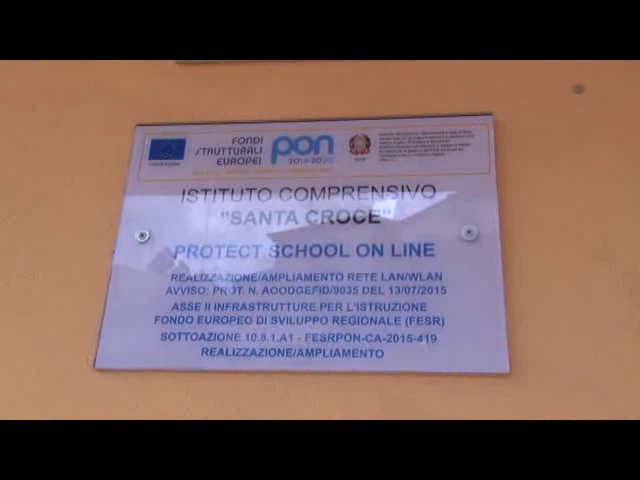 FONDI
STRUTTURALI
EUROPEI
pon
2014-2020
ISTITUTO COMPRENSIVO
"SANTA CROCE"
PROTECT SCHOOL ON LINE
REALIZZAZIONE/AMPLIAMENTO RETE LAN/WLAN
AVVISO: PROT. N. AOODGEFID/9035 DEL 13/07/2015
ASSE II INFRASTRUTTURE PER L'ISTRUZIONE
FONDO EUROPEO DI SVILUPPO REGIONALE (FESR)
SOTTOAZIONE 10.8.1.A1 - FESRPON-CA-2015-419
REALIZZAZIONE/AMPLIAMENTO